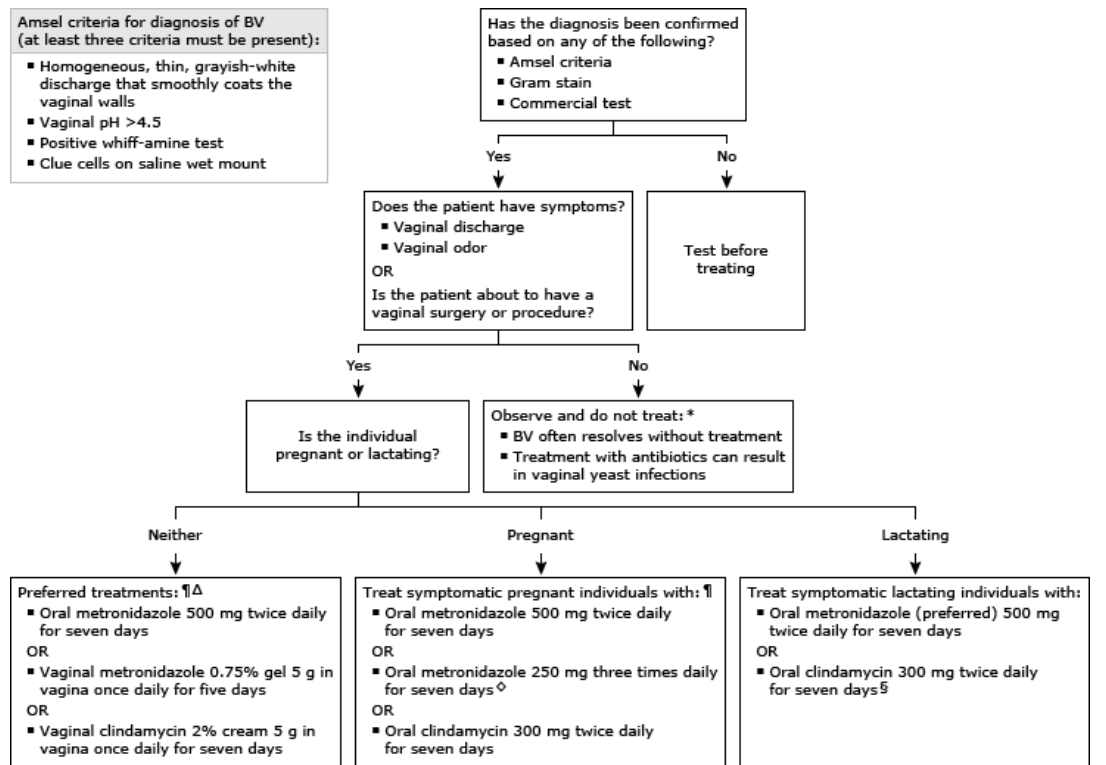 Amsel criteria for diagnosis of BV
(at least three criteria must be present):
▪ Homogeneous, thin, grayish-white
discharge that smoothly coats the
vaginal walls
▪ Vaginal pH >4.5
▪ Positive whiff-amine test
▪ Clue cells on saline wet mount
Has the diagnosis been confirmed
based on any of the following?
▪ Amsel criteria
▪ Gram stain
▪ Commercial test
Yes
No
Does the patient have symptoms?
▪ Vaginal discharge
▪ Vaginal odor
OR
Is the patient about to have a
vaginal surgery or procedure?
Test before
treating
Yes
No
Is the individual
pregnant or lactating?
Observe and do not treat: *
▪ BV often resolves without treatment
▪ Treatment with antibiotics can result
in vaginal yeast infections
Neither
Pregnant
Lactating
Preferred treatments: ¶Δ
▪ Oral metronidazole 500 mg twice daily
for seven days
OR
▪ Vaginal metronidazole 0.75% gel 5 g in
vagina once daily for five days
OR
▪ Vaginal clindamycin 2% cream 5 g in
vagina once daily for seven days
Treat symptomatic pregnant individuals with: ¶
▪ Oral metronidazole 500 mg twice daily
for seven days
OR
▪ Oral metronidazole 250 mg three times daily
for seven days◇
OR
▪ Oral clindamycin 300 mg twice daily
for seven days
Treat symptomatic lactating individuals with:
▪ Oral metronidazole (preferred) 500 mg
twice daily for seven days
OR
▪ Oral clindamycin 300 mg twice daily
for seven days§